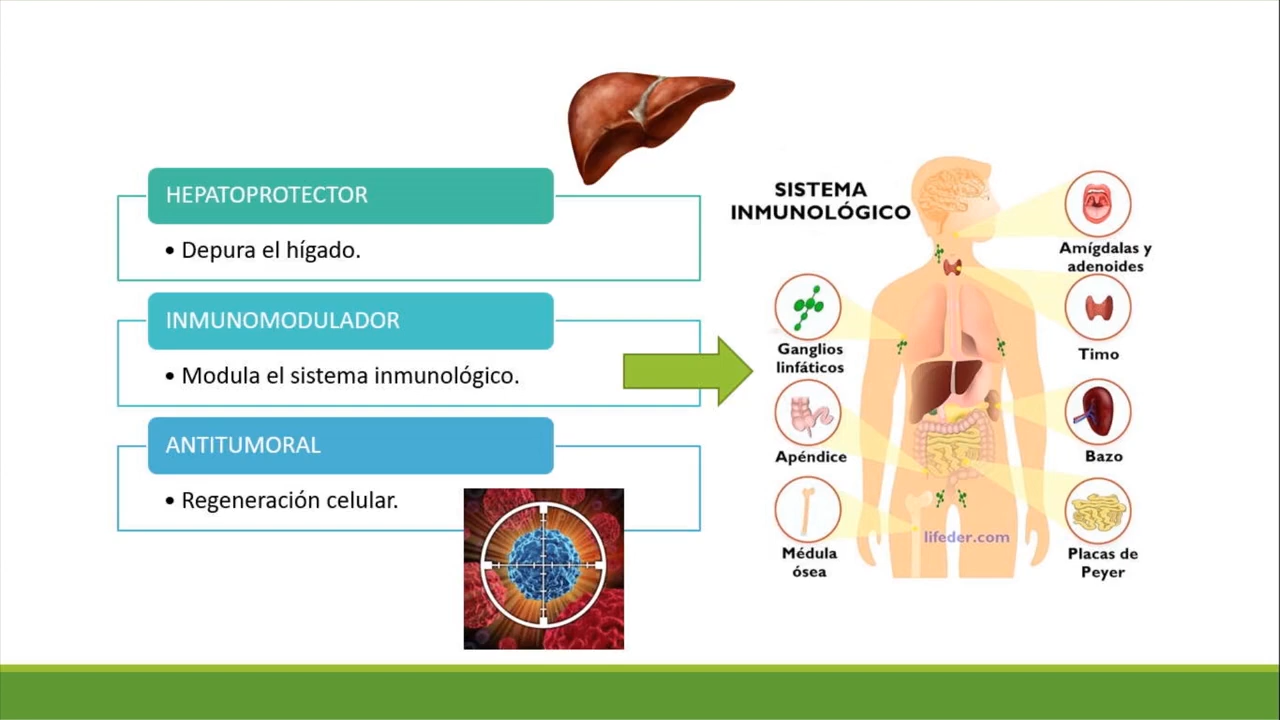 HEPATOPROTECTOR
• Depura el hígado.
INMUNOMODULADOR
• Modula el sistema inmunológico.
ANTITUMORAL
• Regeneración celular.
SISTEMA
INMUNOLÓGICO
Amígdalas y
adenoides
Ganglios
linfáticos
Timo
Apéndice
Bazo
Médula
ósea
lifeder.com
Placas de
Peyer